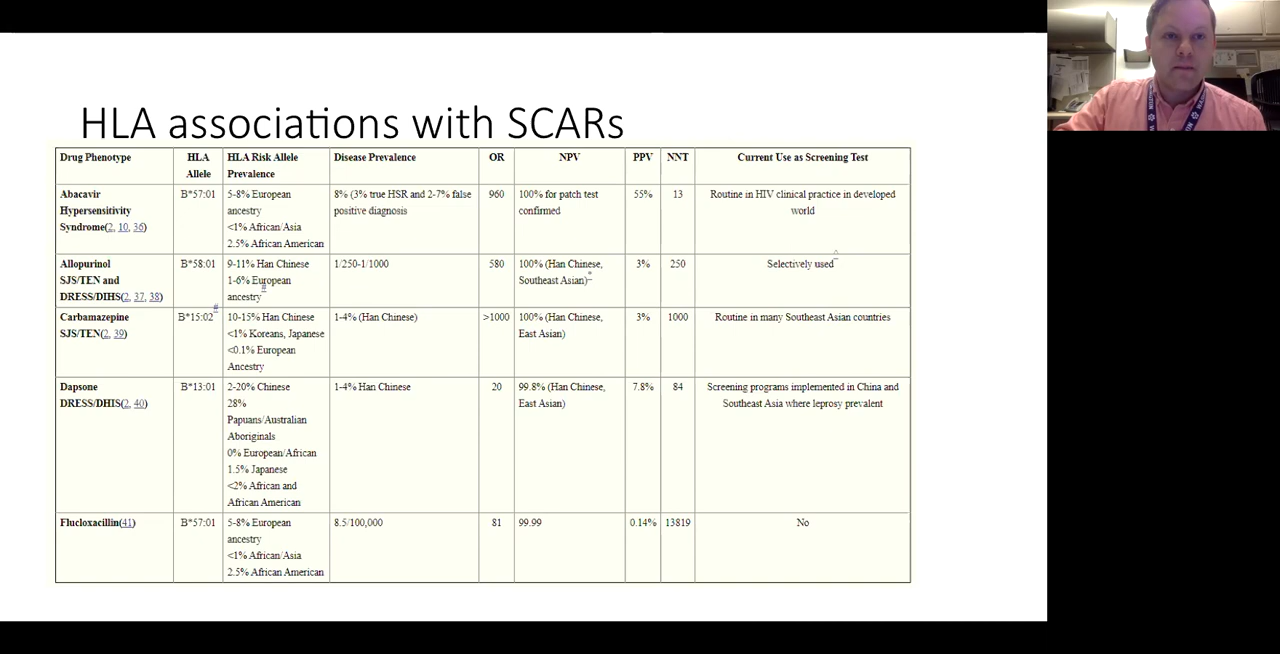 HLA associations with SCARs
Drug Phenotype
HLA
Allele
HLA Risk Allele
Prevalence
Disease Prevalence
OR
NPV
PPV
NNT
Current Use as Screening Test
Abacavir
Hypersensitivity
Syndrome(2, 10, 36)
B*57:01
5-8% European
ancestry
<1% African/Asia
2.5% African American
8% (3% true HSR and 2-7% false
positive diagnosis
960
100% for patch test
confirmed
55%
13
Routine in HIV clinical practice in developed
world
Allopurinol
SJS/TEN and
DRESS/DIHS(2, 37, 38)
B*58:01
9-11% Han Chinese
1-6% European
ancestry#
1/250-1/1000
580
100% (Han Chinese,
Southeast Asian)*
3%
250
Selectively used^
Carbamazepine
SJS/TEN(2, 39)
B*15:02#
10-15% Han Chinese
<1% Koreans, Japanese
<0.1% European
Ancestry
1-4% (Han Chinese)
>1000
100% (Han Chinese,
East Asian)
3%
1000
Routine in many Southeast Asian countries
Dapsone
DRESS/DHIS(2, 40)
B*13:01
2-20% Chinese
28%
Papuans/Australian
Aboriginals
0% European/African
1.5% Japanese
<2% African and
African American
1-4% Han Chinese
20
99.8% (Han Chinese,
East Asian)
7.8%
84
Screening programs implemented in China and
Southeast Asia where leprosy prevalent
Flucloxacillin(41)
B*57:01
5-8% European
ancestry
<1% African/Asia
2.5% African American
8.5/100,000
81
99.99
0.14%
13819
No